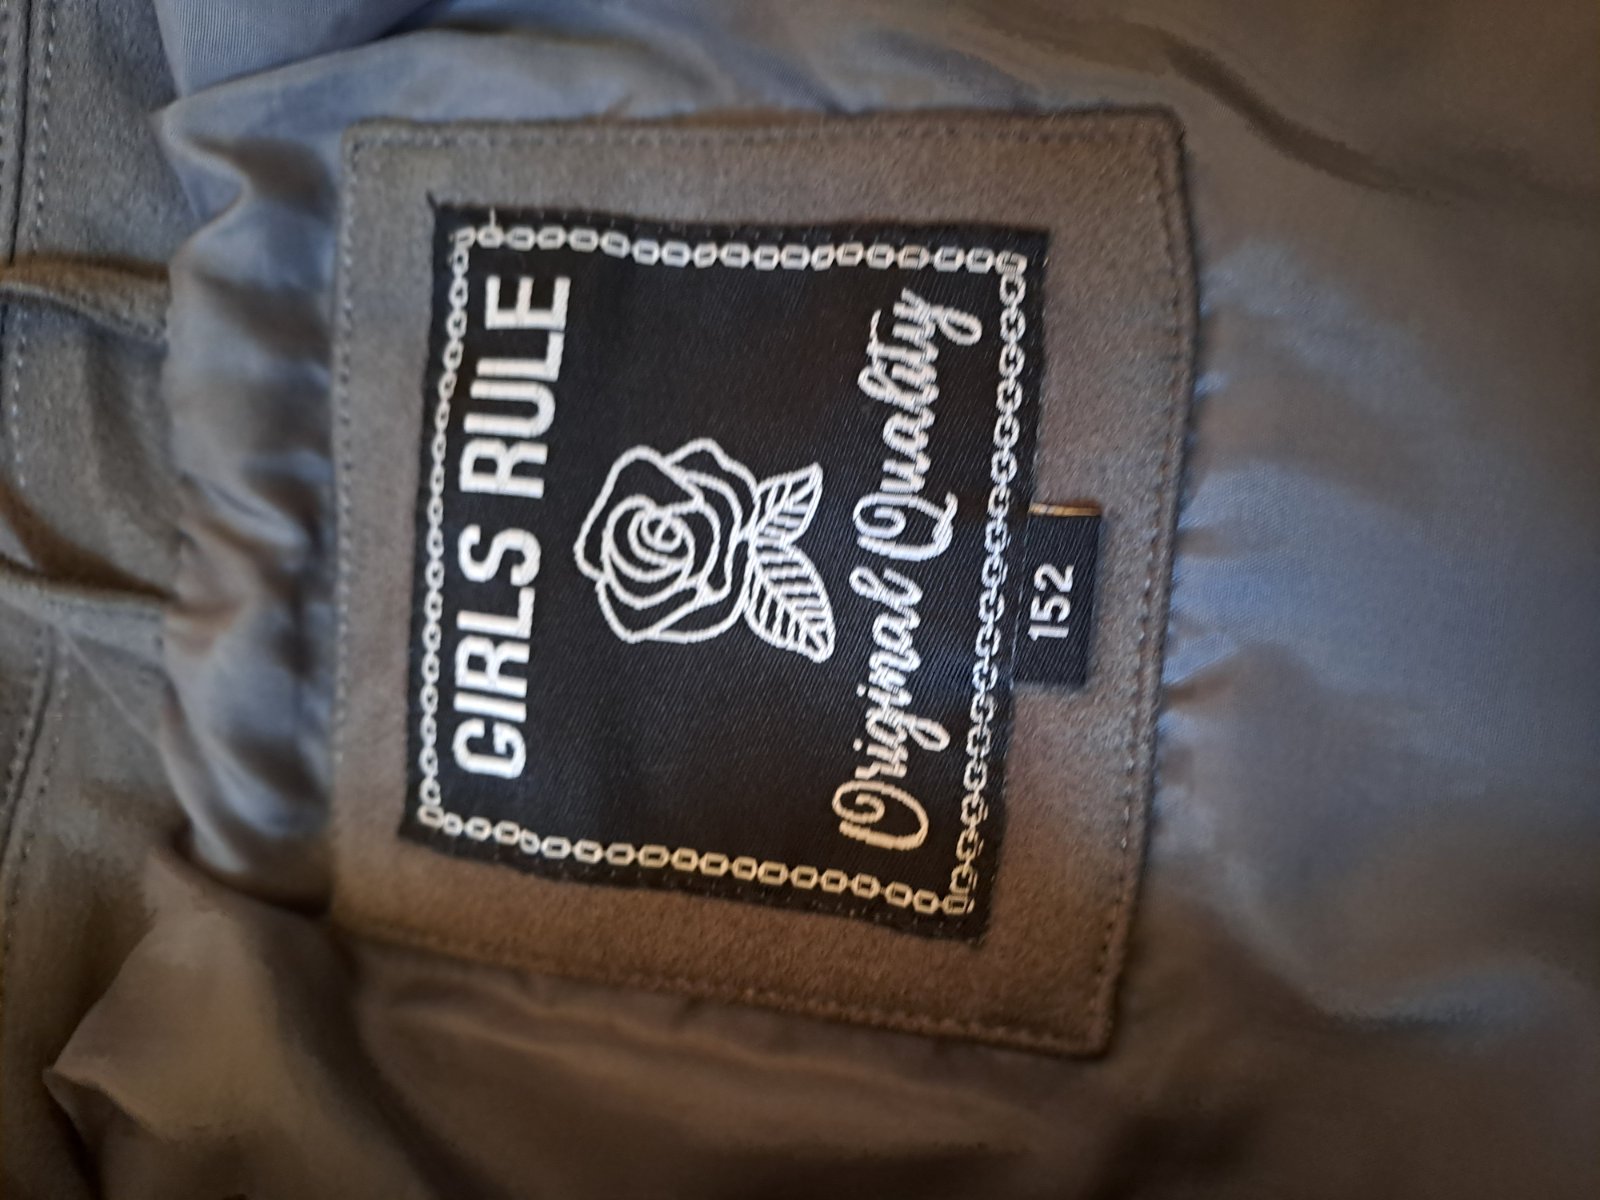 GIRLS RULE
Original Quality
152